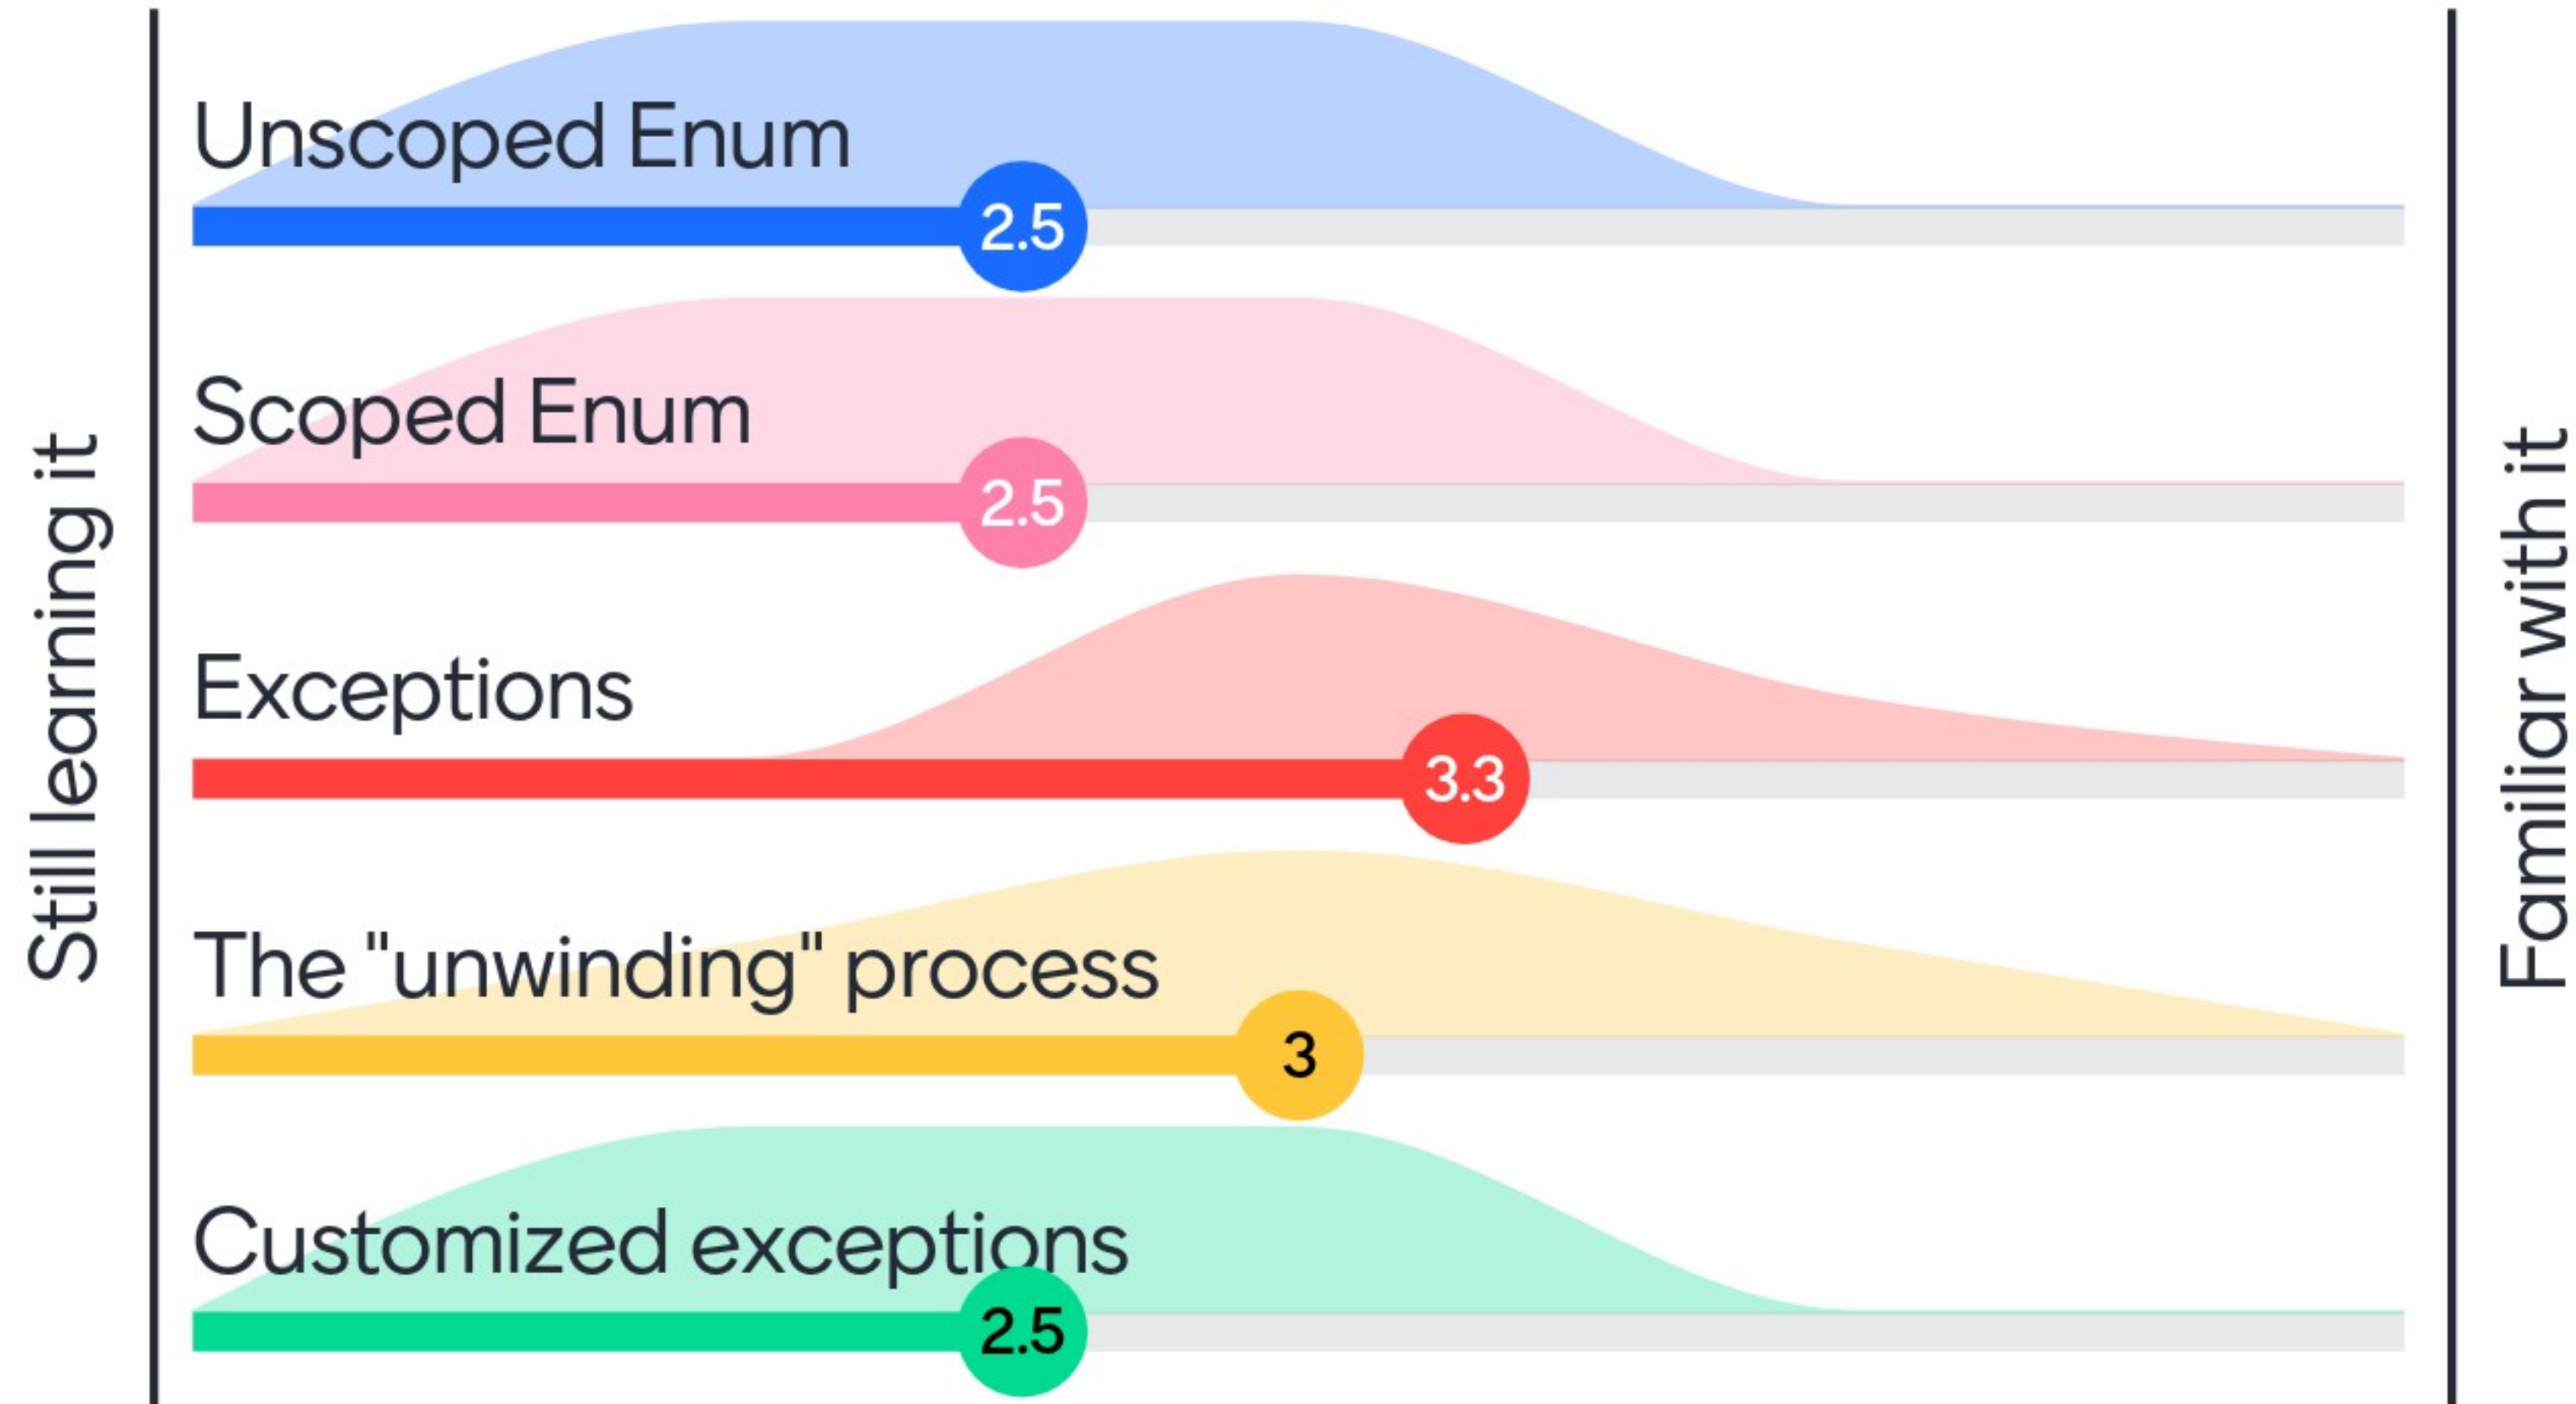 Still learning it
Unscoped Enum
2.5
Scoped Enum
2.5
Exceptions
3.3
The "unwinding" process
3
Customized exceptions
2.5
Familiar with it